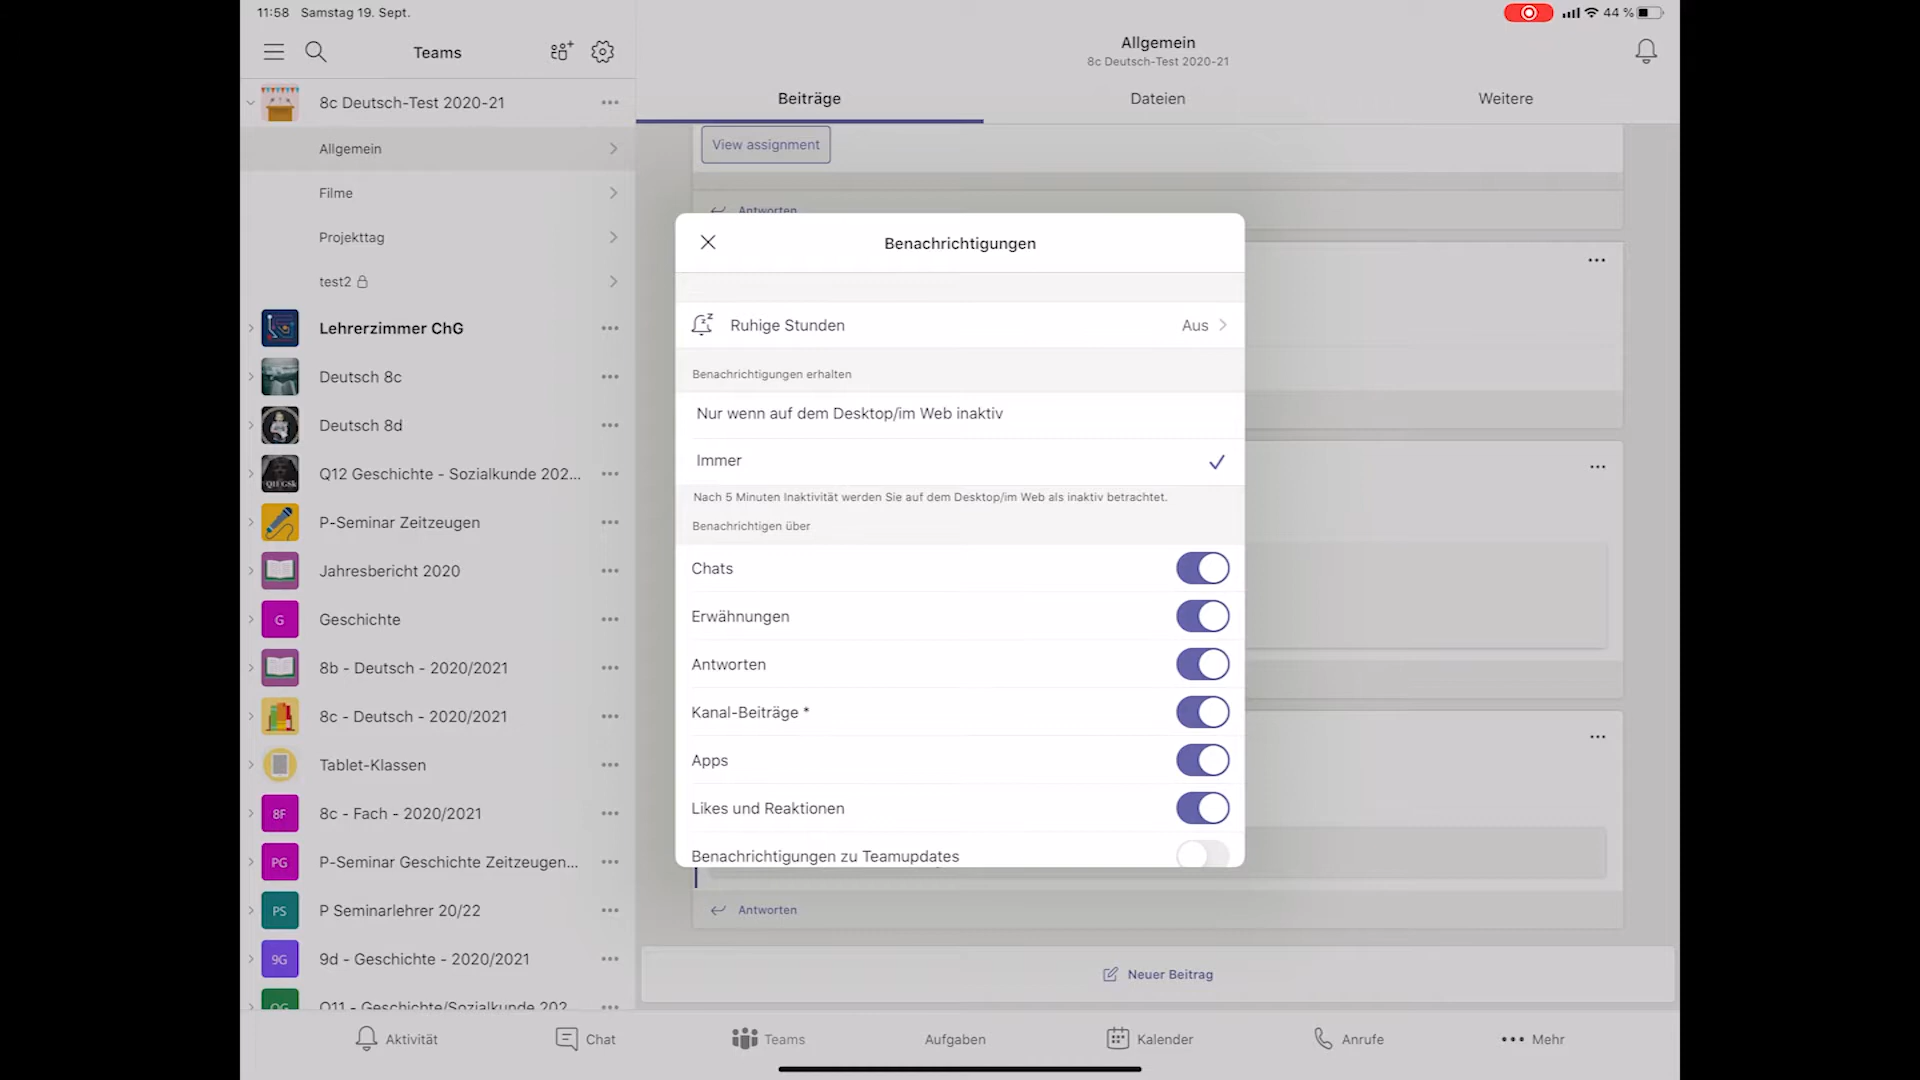 11:58 Samstag 19. Sept.
44 %
Teams
8c Deutsch-Test 2020-21
Allgemein
Filme
Projekttag
test2
Lehrerzimmer ChG
Deutsch 8c
Deutsch 8d
Q12 Geschichte - Sozialkunde 202...
P-Seminar Zeitzeugen
Jahresbericht 2020
G Geschichte
8b - Deutsch - 2020/2021
8c - Deutsch - 2020/2021
Tablet-Klassen
8F 8c - Fach - 2020/2021
PG P-Seminar Geschichte Zeitzeugen...
PS P Seminarlehrer 20/22
9G 9d - Geschichte - 2020/2021
Q11 - Geschichte/Sozialkunde 202
Allgemein
8c Deutsch-Test 2020-21
Beiträge Dateien Weitere
View assignment
Antworten
Benachrichtigungen
Ruhige Stunden Aus
Benachrichtigungen erhalten
Nur wenn auf dem Desktop/im Web inaktiv
Immer
Nach 5 Minuten Inaktivität werden Sie auf dem Desktop/im Web als inaktiv betrachtet.
Benachrichtigen über
Chats
Erwähnungen
Antworten
Kanal-Beiträge *
Apps
Likes und Reaktionen
Benachrichtigungen zu Teamupdates
Antworten
Neuer Beitrag
Aktivität Chat Teams Aufgaben Kalender Anrufe Mehr